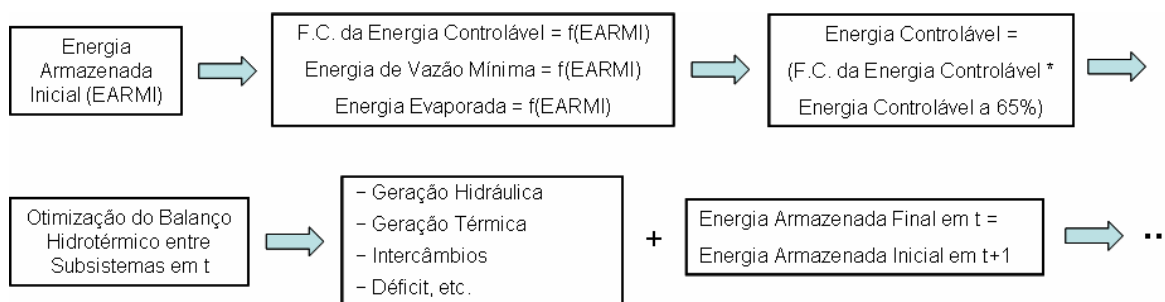 Energia
Armazenada
Inicial (EARMI)
F.C. da Energia Controlável = f(EARMI)
Energia de Vazão Mínima = f(EARMI)
Energia Evaporada = f(EARMI)
Energia Controlável =
(F.C. da Energia Controlável *
Energia Controlável a 65%)
Otimização do Balanço
Hidrotérmico entre
Subsistemas em t
– Geração Hidráulica
– Geração Térmica
– Intercâmbios
– Déficit, etc.
+
Energia Armazenada Final em t =
Energia Armazenada Inicial em t+1
..